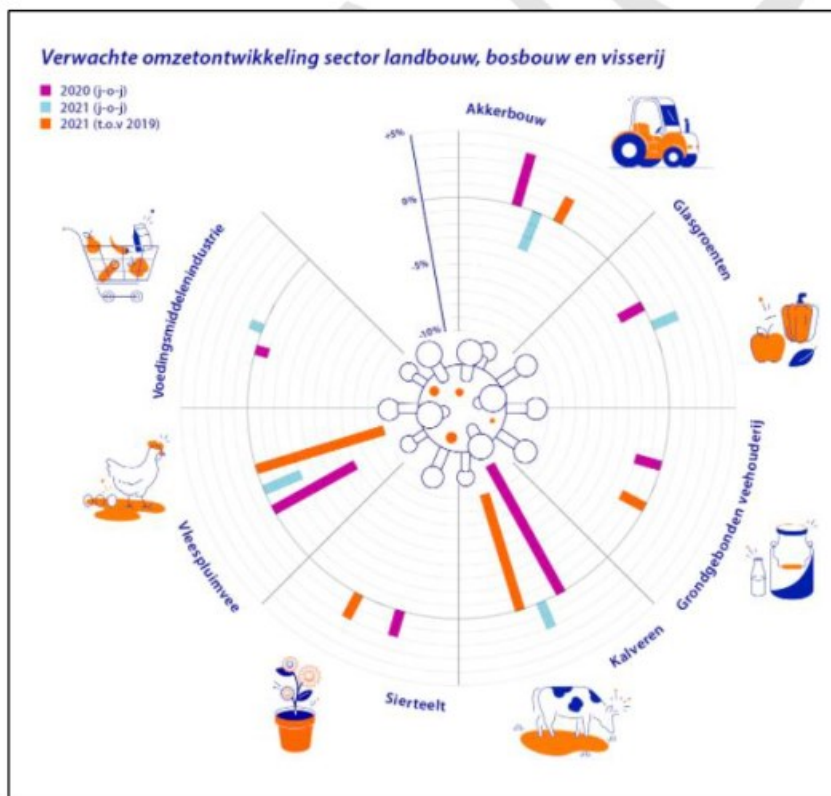 Verwachte omzetontwikkeling sector landbouw, bosbouw en visserij
2020 (j-o-j)
2021 (j-o-j)
2021 (t.o.v 2019)
+5%
0%
-5%
-10%
Akkerbouw
Glasgroenten
Grondgebonden veehouderij
Kalveren
Sierteelt
Vleespluimvee
Voedingsmiddelenindustrie